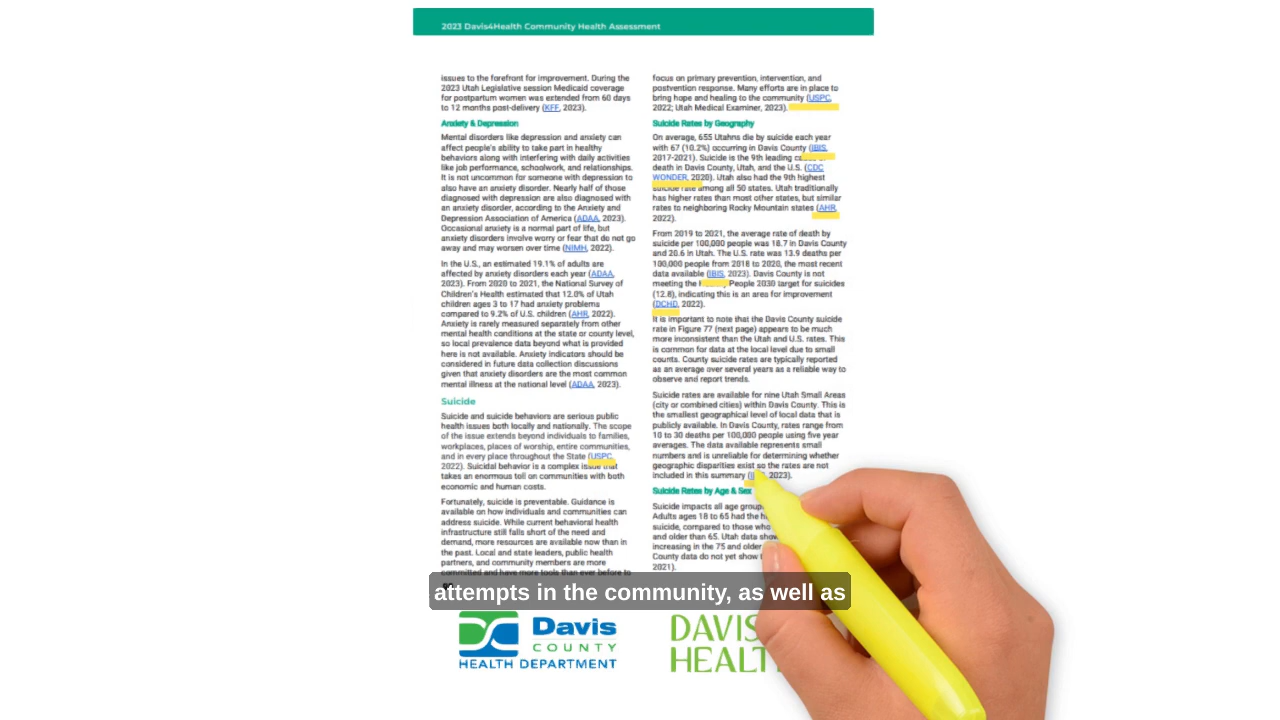 2023 Davis4Health Community Health Assessment
issues to the forefront for improvement. During the
2023 Utah Legislative session Medicaid coverage
for postpartum women was extended from 60 days
to 12 months post-delivery (KFF, 2023).
Anxiety & Depression
Mental disorders like depression and anxiety can
affect people's ability to take part in healthy
behaviors along with interfering with daily activities
like job performance, schoolwork, and relationships.
It is not uncommon for someone with depression to
also have an anxiety disorder. Nearly half of those
diagnosed with depression are also diagnosed with
an anxiety disorder, according to the Anxiety and
Depression Association of America (ADAA, 2023).
Occasional anxiety is a normal part of life, but
anxiety disorders involve worry or fear that do not go
away and may worsen over time (NIMH, 2022).
In the U.S., an estimated 19.1% of adults are
affected by anxiety disorders each year (ADAA,
2023). From 2020 to 2021, the National Survey of
Children's Health estimated that 12.0% of Utah
children ages 3 to 17 had anxiety problems
compared to 9.2% of U.S. children (AHR, 2022).
Anxiety is rarely measured separately from other
mental health conditions at the state or county level,
so local prevalence data beyond what is provided
here is not available. Anxiety indicators should be
considered in future data collection discussions
given that anxiety disorders are the most common
mental illness at the national level (ADAA, 2023).
Suicide
Suicide and suicide behaviors are serious public
health issues both locally and nationally. The scope
of the issue extends beyond individuals to families,
workplaces, places of worship, entire communities,
and in every place throughout the State (USPC,
2022). Suicidal behavior is a complex issue that
takes an enormous toll on communities with both
economic and human costs.
Fortunately, suicide is preventable. Guidance is
available on how individuals and communities can
address suicide. While current behavioral health
infrastructure still falls short of the need and
demand, more resources are available now than in
the past. Local and state leaders, public health
partners, and community members are more
committed and have more tools than ever before to
focus on primary prevention, intervention, and
postvention response. Many efforts are in place to
bring hope and healing to the community (USPC,
2022; Utah Medical Examiner, 2023).
Suicide Rates by Geography
On average, 655 Utahns die by suicide each year
with 67 (10.2%) occurring in Davis County (IBIS,
2017-2021). Suicide is the 9th leading cause of
death in Davis County, Utah, and the U.S. (CDC
WONDER, 2020). Utah also had the 9th highest
suicide rate among all 50 states. Utah traditionally
has higher rates than most other states, but similar
rates to neighboring Rocky Mountain states (AHR,
2022).
From 2019 to 2021, the average rate of death by
suicide per 100,000 people was 18.7 in Davis County
and 20.6 in Utah. The U.S. rate was 13.9 deaths per
100,000 people from 2018 to 2020, the most recent
data available (IBIS, 2023). Davis County is not
meeting the People 2030 target for suicides
(12.8), indicating this is an area for improvement
(DCHD, 2022).
It is important to note that the Davis County suicide
rate in Figure 77 (next page) appears to be much
more inconsistent than the Utah and U.S. rates. This
is common for data at the local level due to small
counts. County suicide rates are typically reported
as an average over several years as a reliable way to
observe and report trends.
Suicide rates are available for nine Utah Small Areas
(city or combined cities) within Davis County. This is
the smallest geographical level of local data that is
publicly available. In Davis County, rates range from
10 to 30 deaths per 100,000 people using five year
averages. The data available represents small
numbers and is unreliable for determining whether
geographic disparities exist so the rates are not
included in this summary 2023).
Suicide Rates by Age & Sex
Suicide impacts all age
Adults ages 18 to 65 had the
suicide, compared to those who
and older than 65. Utah data
increasing in the 75 and older
County data do not yet show
2021).
attempts in the community, as well as
Davis
COUNTY
HEALTH DEPARTMENT
DAVIS
HEALTH